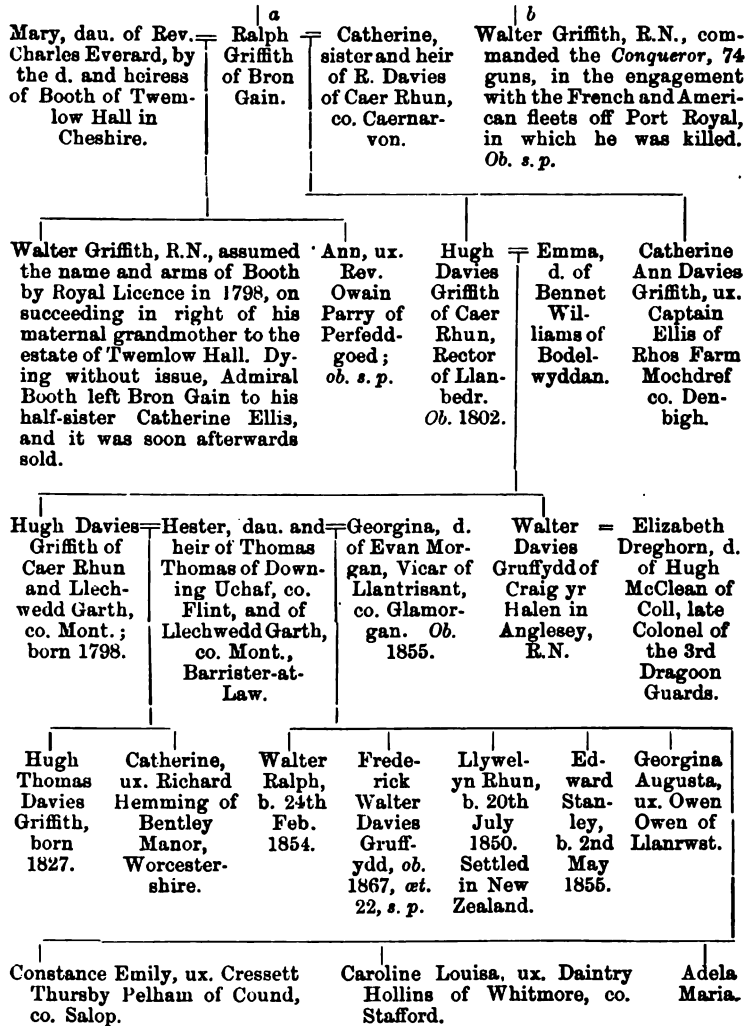 a
b
Mary, dau. of Rev.
Charles Everard, by
the d. and heiress
of Booth of Twem-
low Hall in
Cheshire.
=
Ralph
Griffith
of Bron
Gain.
=
Catherine,
sister and heir
of R. Davies
of Caer Rhun,
co. Caernar-
von.
Walter Griffith, R.N., com-
manded the Conqueror, 74
guns, in the engagement
with the French and Ameri-
can fleets off Port Royal,
in which he was killed.
Ob. s. p.
Walter Griffith, R.N., assumed
the name and arms of Booth
by Royal Licence in 1798, on
succeeding in right of his
maternal grandmother to the
estate of Twemlow Hall. Dy-
ing without issue, Admiral
Booth left Bron Gain to his
half-sister Catherine Ellis,
and it was soon afterwards
sold.
Ann, ux.
Rev.
Owain
Parry of
Perfedd-
goed;
ob. s. p.
Hugh
Davies
Griffith
of Caer
Rhun,
Rector
of Llan-
bedr.
Ob. 1802.
=
Emma,
d. of
Bennet
Wil-
liams of
Bodel-
wyddan.
Catherine
Ann Davies
Griffith, ux.
Captain
Ellis of
Rhos Farm
Mochdref
co. Den-
bigh.
Hugh Davies
Griffith of
Caer Rhun
and Llech-
wedd Garth,
co. Mont.;
born 1798.
=
Hester, dau. and
heir of Thomas
Thomas of Down-
ing Uchaf, co.
Flint, and of
Llechwedd Garth,
co. Mont.,
Barrister-at-
Law.
=
Georgina, d.
of Evan Mor-
gan, Vicar of
Llantrisant,
co. Glamor-
gan. Ob.
1855.
Walter
Davies
Gruffydd of
Craig yr
Halen in
Anglesey,
R.N.
=
Elizabeth
Dreghorn, d.
of Hugh
McClean of
Coll, late
Colonel of
the 3rd
Dragoon
Guards.
Hugh
Thomas
Davies
Griffith,
born
1827.
Catherine,
ux. Richard
Hemming of
Bentley
Manor,
Worcester-
shire.
Walter
Ralph,
b. 24th
Feb.
1854.
Frede-
rick
Walter
Davies
Gruff-
ydd, ob.
1867, æt.
22, s. p.
Llywel-
yn Rhun,
b. 20th
July
1850.
Settled
in New
Zealand.
Ed-
ward
Stan-
ley,
b. 2nd
May
1855.
Georgina
Augusta,
ux. Owen
Owen of
Llanrwst.
Constance Emily, ux. Cressett
Thursby Pelham of Cound,
co. Salop.
Caroline Louisa, ux. Daintry
Hollins of Whitmore, co.
Stafford.
Adela
Maria.